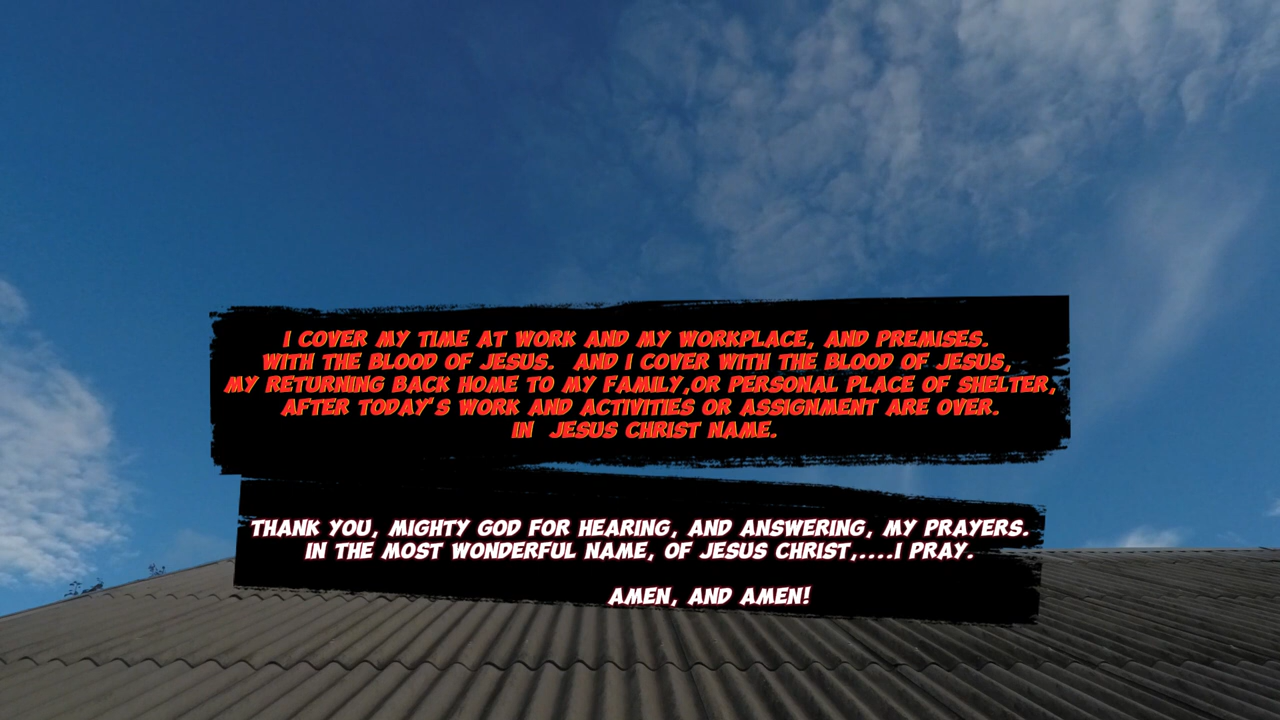 I COVER MY TIME AT WORK AND MY WORKPLACE, AND PREMISES.
WITH THE BLOOD OF JESUS. AND I COVER WITH THE BLOOD OF JESUS,
MY RETURNING BACK HOME TO MY FAMILY,OR PERSONAL PLACE OF SHELTER,
AFTER TODAY'S WORK AND ACTIVITIES OR ASSIGNMENT ARE OVER.
IN JESUS CHRIST NAME.
THANK YOU, MIGHTY GOD FOR HEARING, AND ANSWERING, MY PRAYERS.
IN THE MOST WONDERFUL NAME, OF JESUS CHRIST,....I PRAY.
AMEN, AND AMEN!